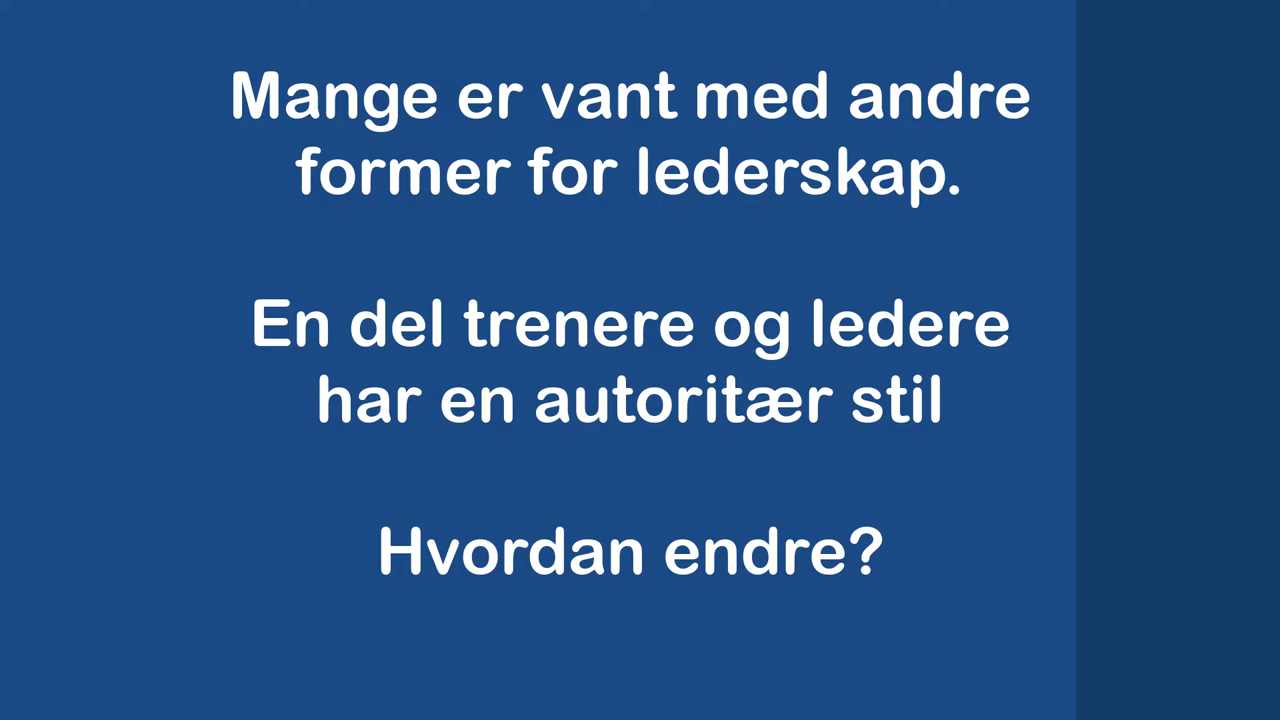 Mange er vant med andre
former for lederskap.
En del trenere og ledere
har en autoritær stil
Hvordan endre?